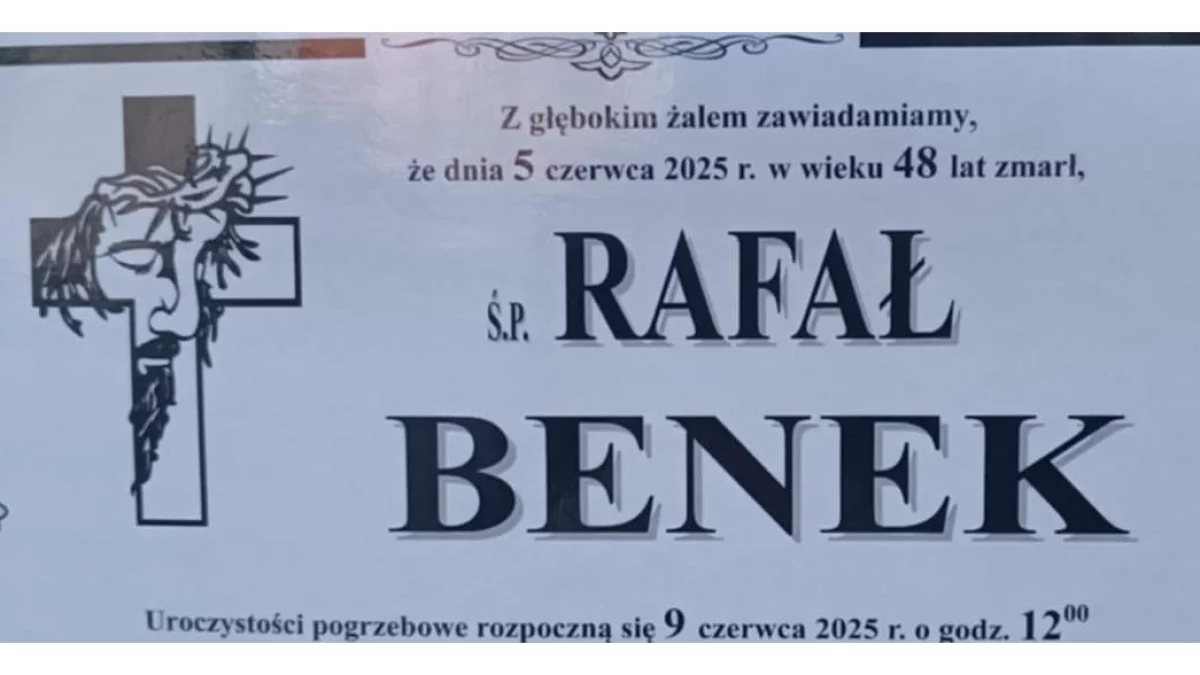 Z głębokim żalem zawiadamiamy,
że dnia 5 czerwca 2025 r. w wieku 48 lat zmarł,
Ś.P. RAFAŁ
BENEK
Uroczystości pogrzebowe rozpoczną się 9 czerwca 2025 r. o godz. 12⁰⁰